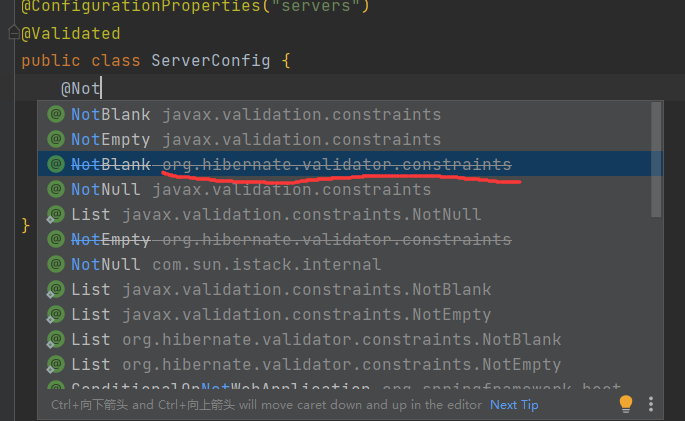 @ConfigurationProperties("servers")
@Validated
public class ServerConfig {
@Not
NotBlank javax.validation.constraints
NotEmpty javax.validation.constraints
NotBlank org.hibernate.validator.constraints
NotNull javax.validation.constraints
List javax.validation.constraints.NotNull
}
NotEmpty org.hibernate.validator.constraints
NotNull com.sun.istack.internal
List javax.validation.constraints.NotBlank
List javax.validation.constraints.NotEmpty
List org.hibernate.validator.constraints.NotBlank
List org.hibernate.validator.constraints.NotEmpty
ConditionalOnNotWebApplication org.springframework.boot
Ctrl+向下箭头 and Ctrl+向上箭头 will move caret down and up in the editor Next Tip